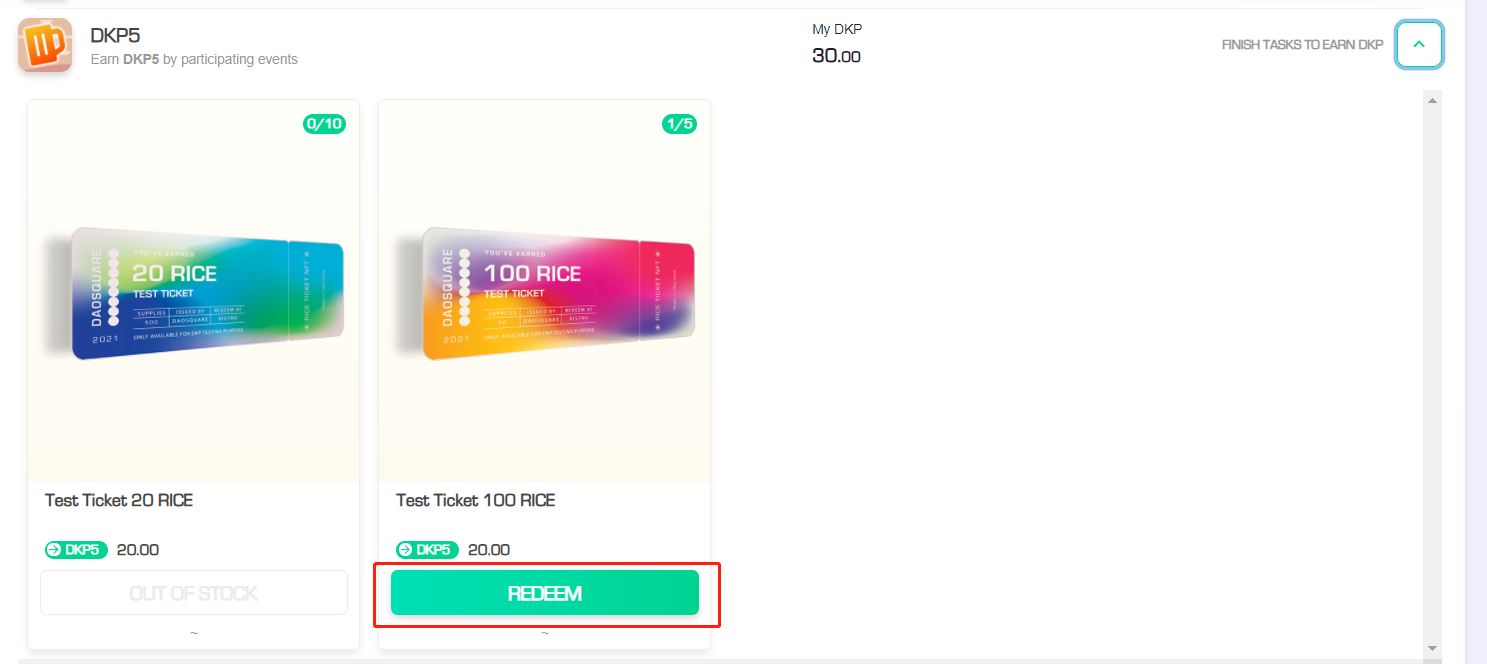 DKP5
Earn DKP5 by participating events
My DKP
30.00
FINISH TASKS TO EARN DKP
0/10
DAOSQUARE
2021
YOU'VE EARNED
20 RICE
TEST TICKET
SUPPLIES ISSUED BY REDEEM AT
500 DAOSQUARE BISTRO
ONLY AVAILABLE FOR DKP TESTING PURPOSE
RICE TICKET NFT
Test Ticket 20 RICE
DKP5 20.00
OUT OF STOCK
~
1/5
DAOSQUARE
2021
YOU'VE EARNED
100 RICE
TEST TICKET
SUPPLIES ISSUED BY REDEEM AT
DAOSQUARE BISTRO
ONLY AVAILABLE FOR DKP TESTING PURPOSE
RICE TICKET NFT
Test Ticket 100 RICE
DKP5 20.00
REDEEM
~